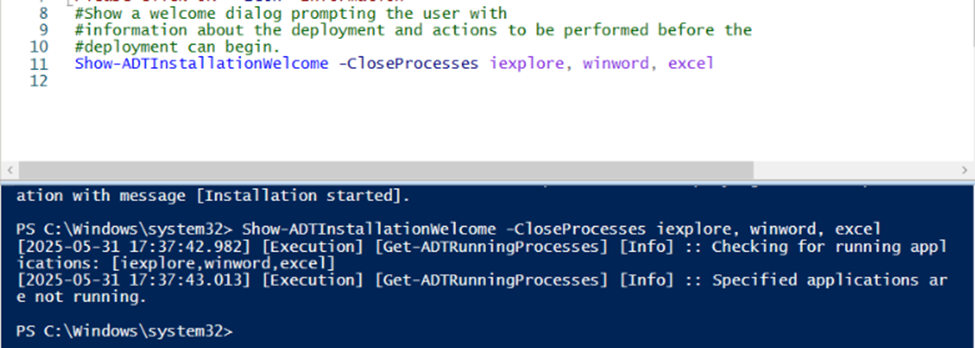 8 #Show a welcome dialog prompting the user with
9 #information about the deployment and actions to be performed before the
10 #deployment can begin.
11 Show-ADTInstallationWelcome -CloseProcesses iexplore, winword, excel
12
ation with message [Installation started].
PS C:\Windows\system32> Show-ADTInstallationWelcome -CloseProcesses iexplore, winword, excel
[2025-05-31 17:37:42.982] [Execution] [Get-ADTRunningProcesses] [Info] :: Checking for running appl
ications: [iexplore,winword,excel]
[2025-05-31 17:37:43.013] [Execution] [Get-ADTRunningProcesses] [Info] :: Specified applications ar
e not running.
PS C:\Windows\system32>